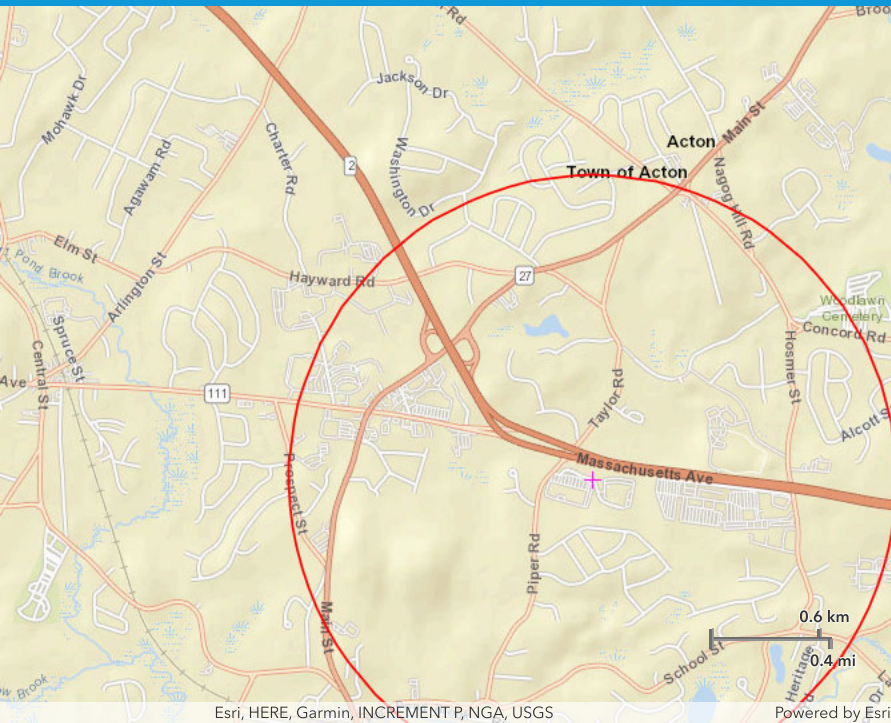 Rd
Broo
Jackson Dr
Mohawk Dr
Main St
Charter Rd
Acton
Agawam Rd
Washington Dr
2
Town of Acton
Nagog Hill Rd
Elm St
Pond Brook
Hayward Rd
27
Arlington St
Woodlawn
Cemetery
Concord Rd
Spruce St
Central St
Hosmer St
Ave
111
Taylor Rd
Alcott S
Prospect St
Massachusetts Ave
Piper Rd
Main St
0.6 km
School St
0.4 mi
Heritage
Rd
Dr
w Brook
Esri, HERE, Garmin, INCREMENT P, NGA, USGS
Powered by Esri